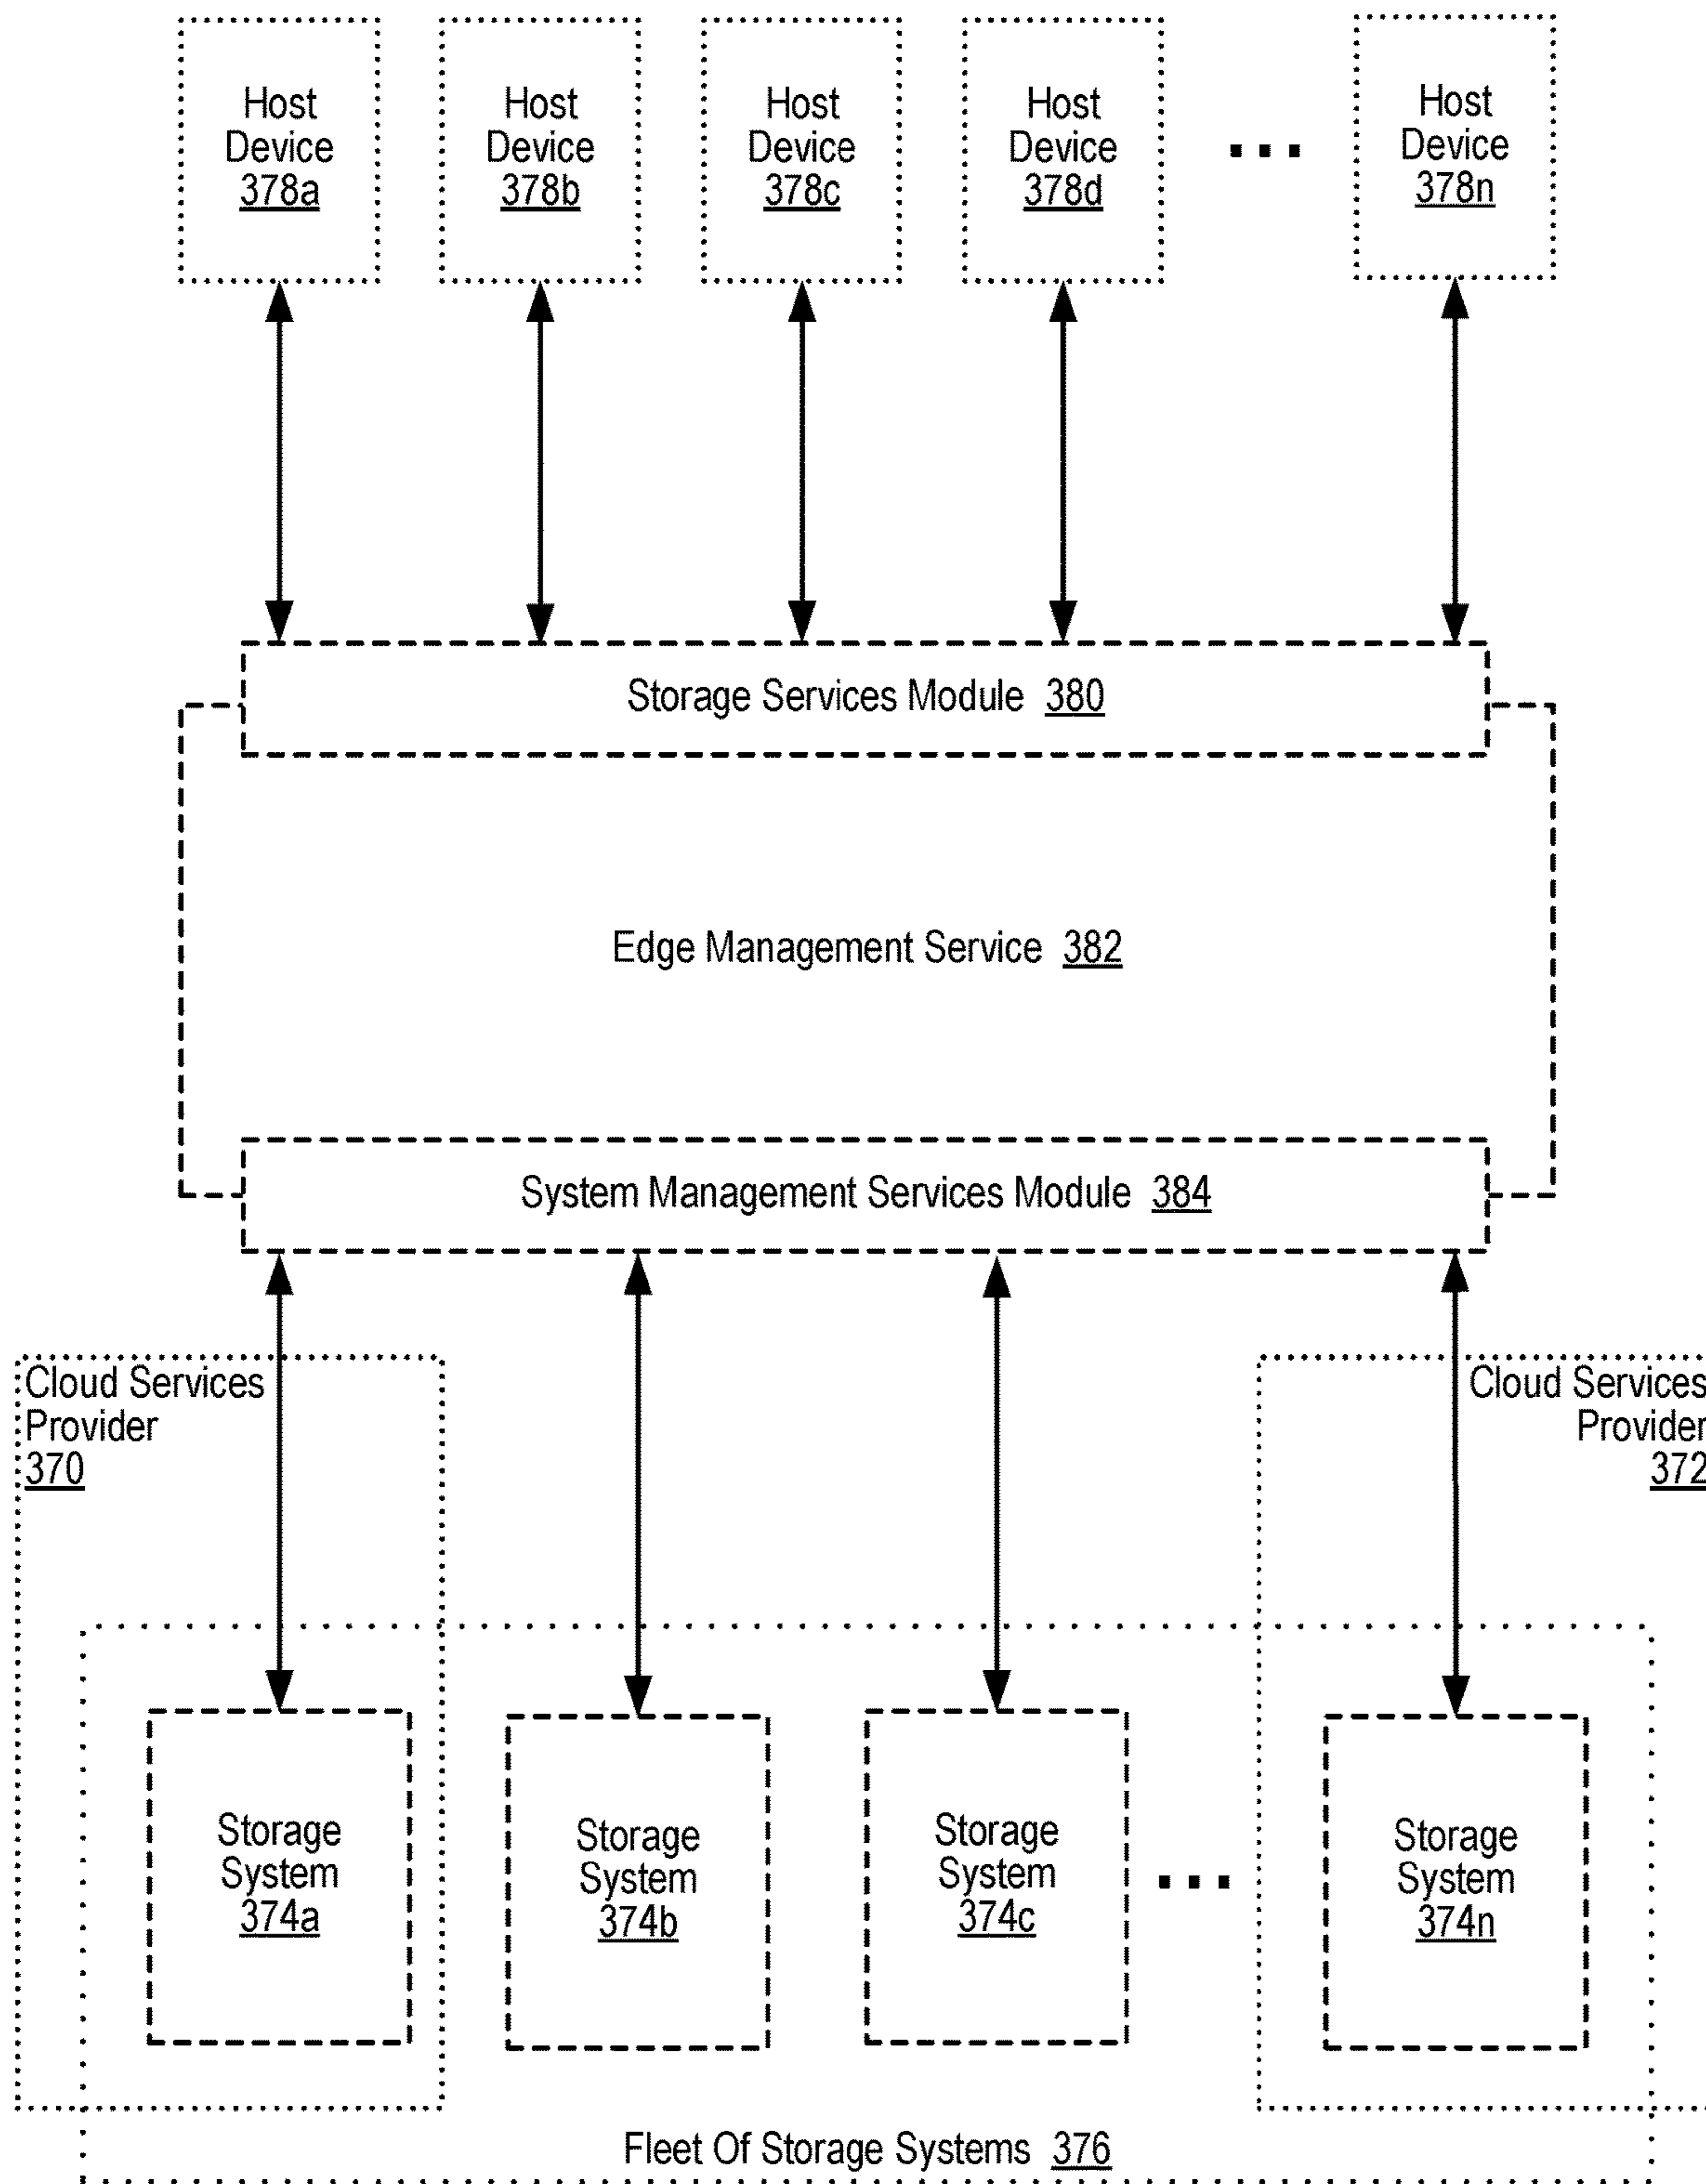 Host
Device
378a
Host
Device
378b
Host
Device
378c
Host
Device
378d
...
Host
Device
378n
Storage Services Module 380
Edge Management Service 382
System Management Services Module 384
Cloud Services
Provider
370
Cloud Services
Provider
372
Storage
System
374a
Storage
System
374b
Storage
System
374c
...
Storage
System
374n
Fleet Of Storage Systems 376